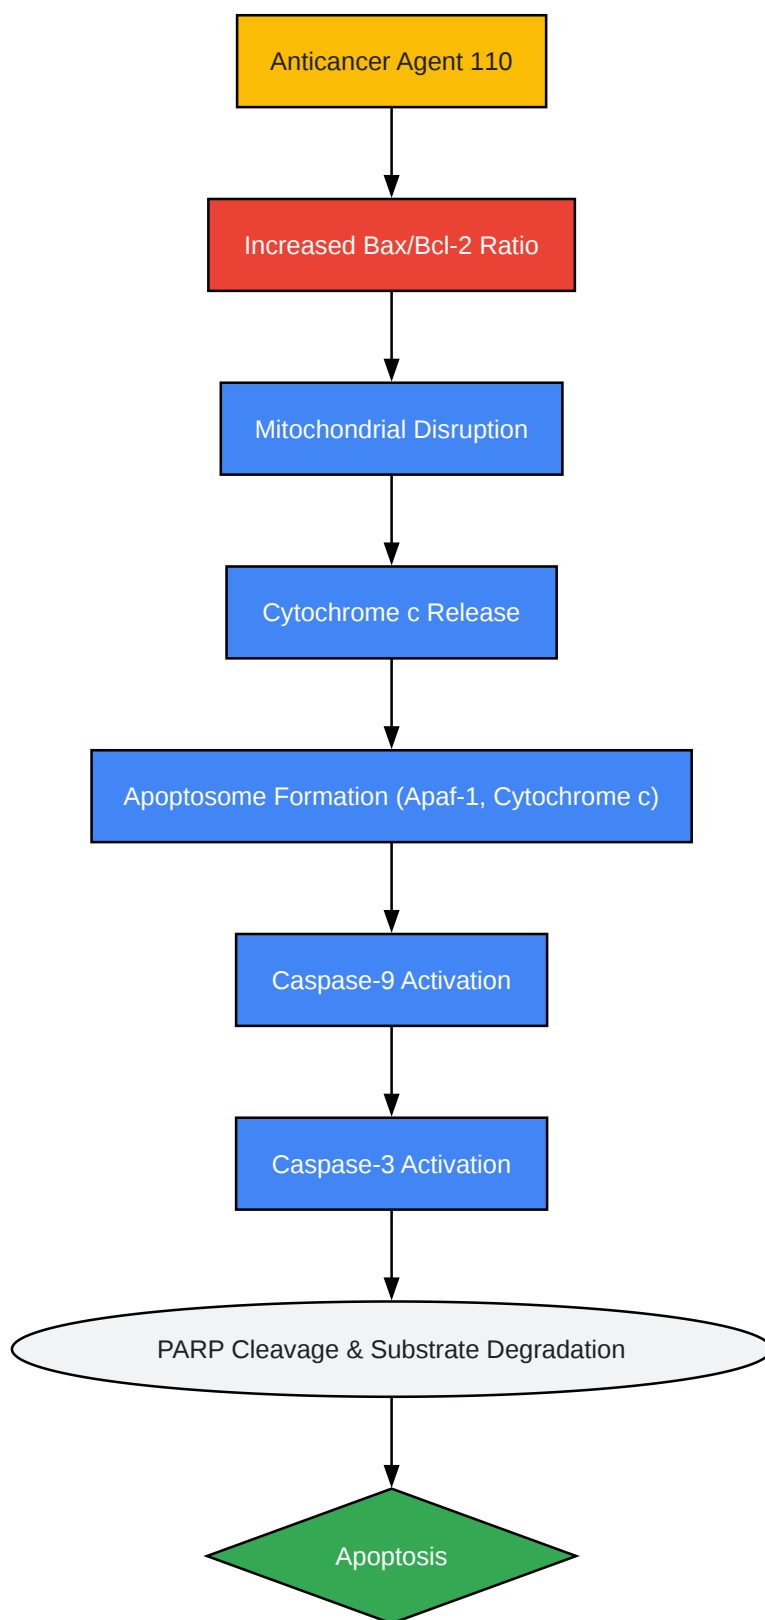 Anticancer Agent 110
Increased Bax/Bcl-2 Ratio
Mitochondrial Disruption
Cytochrome c Release
Apoptosome Formation (Apaf-1, Cytochrome c)
Caspase-9 Activation
Caspase-3 Activation
PARP Cleavage & Substrate Degradation
Apoptosis